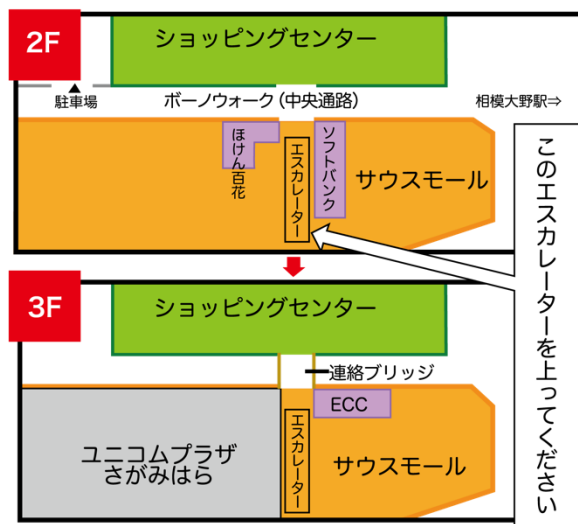 2F
ショッピングセンター
▲
駐車場
ボーノウォーク(中央通路)
相模大野駅⇒
ほけん百花
エスカレーター
ソフトバンク
サウスモール
このエスカレーターを上ってください
3F
ショッピングセンター
連絡ブリッジ
ECC
エスカレーター
ユニコムプラザ
さがみはら
サウスモール